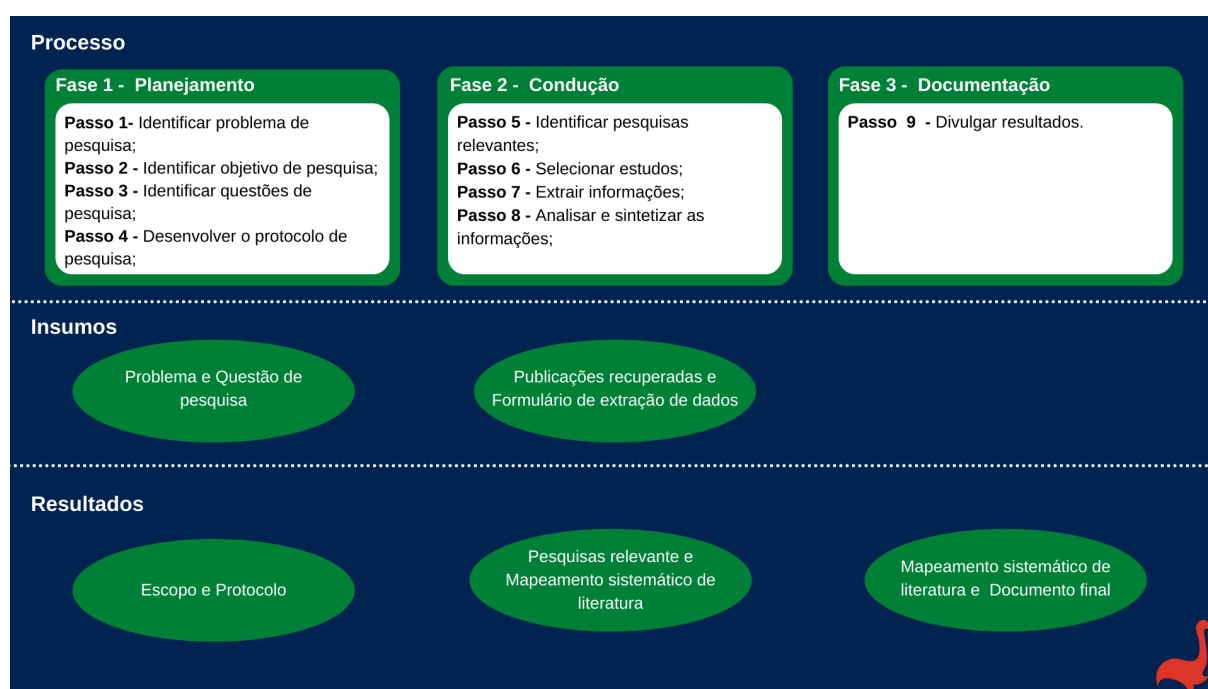 Processo
Fase 1 -  Planejamento
Passo 1- Identificar problema de
pesquisa;
Passo 2 - Identificar objetivo de pesquisa;
Passo 3 - Identificar questões de
pesquisa;
Passo 4 - Desenvolver o protocolo de
pesquisa;
Fase 2 -  Condução
Passo 5 - Identificar pesquisas
relevantes;
Passo 6 - Selecionar estudos;
Passo 7 - Extrair informações;
Passo 8 - Analisar e sintetizar as
informações;
Fase 3 -  Documentação
Passo  9  - Divulgar resultados.
Insumos
Problema e Questão de
pesquisa
Publicações recuperadas e
Formulário de extração de dados
Resultados
Escopo e Protocolo
Pesquisas relevante e
Mapeamento sistemático de
literatura
Mapeamento sistemático de
literatura e  Documento final